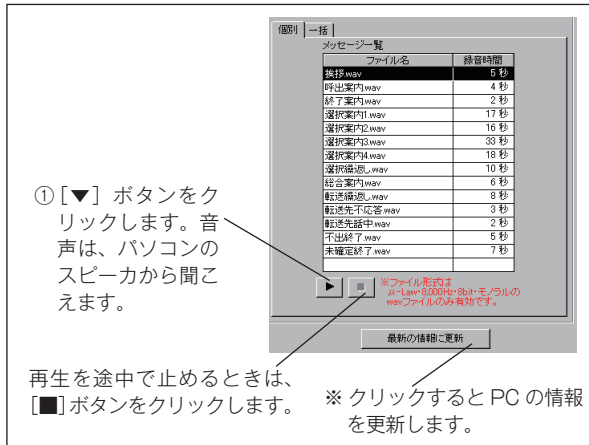 個別 一括
メッセージ一覧
ファイル名 録音時間
挨拶.wav 5 秒
呼出案内.wav 4 秒
終了案内.wav 2 秒
選択案内1.wav 17 秒
選択案内2.wav 16 秒
選択案内3.wav 33 秒
選択案内4.wav 18 秒
選択繰返し.wav 10 秒
総合案内.wav 6 秒
転送繰返し.wav 8 秒
転送先不応答.wav 3 秒
転送先話中.wav 2 秒
不出終了.wav 5 秒
未確定終了.wav 7 秒
※ファイル形式は
μ-Law・8,000Hz・8bit・モノラルの
wavファイルのみ有効です。
最新の情報に更新
①[▼] ボタンをク
リックします。音
声は、パソコンの
スピーカから聞こ
えます。
再生を途中で止めるときは、
[■]ボタンをクリックします。
※ クリックすると PC の情報
を更新します。